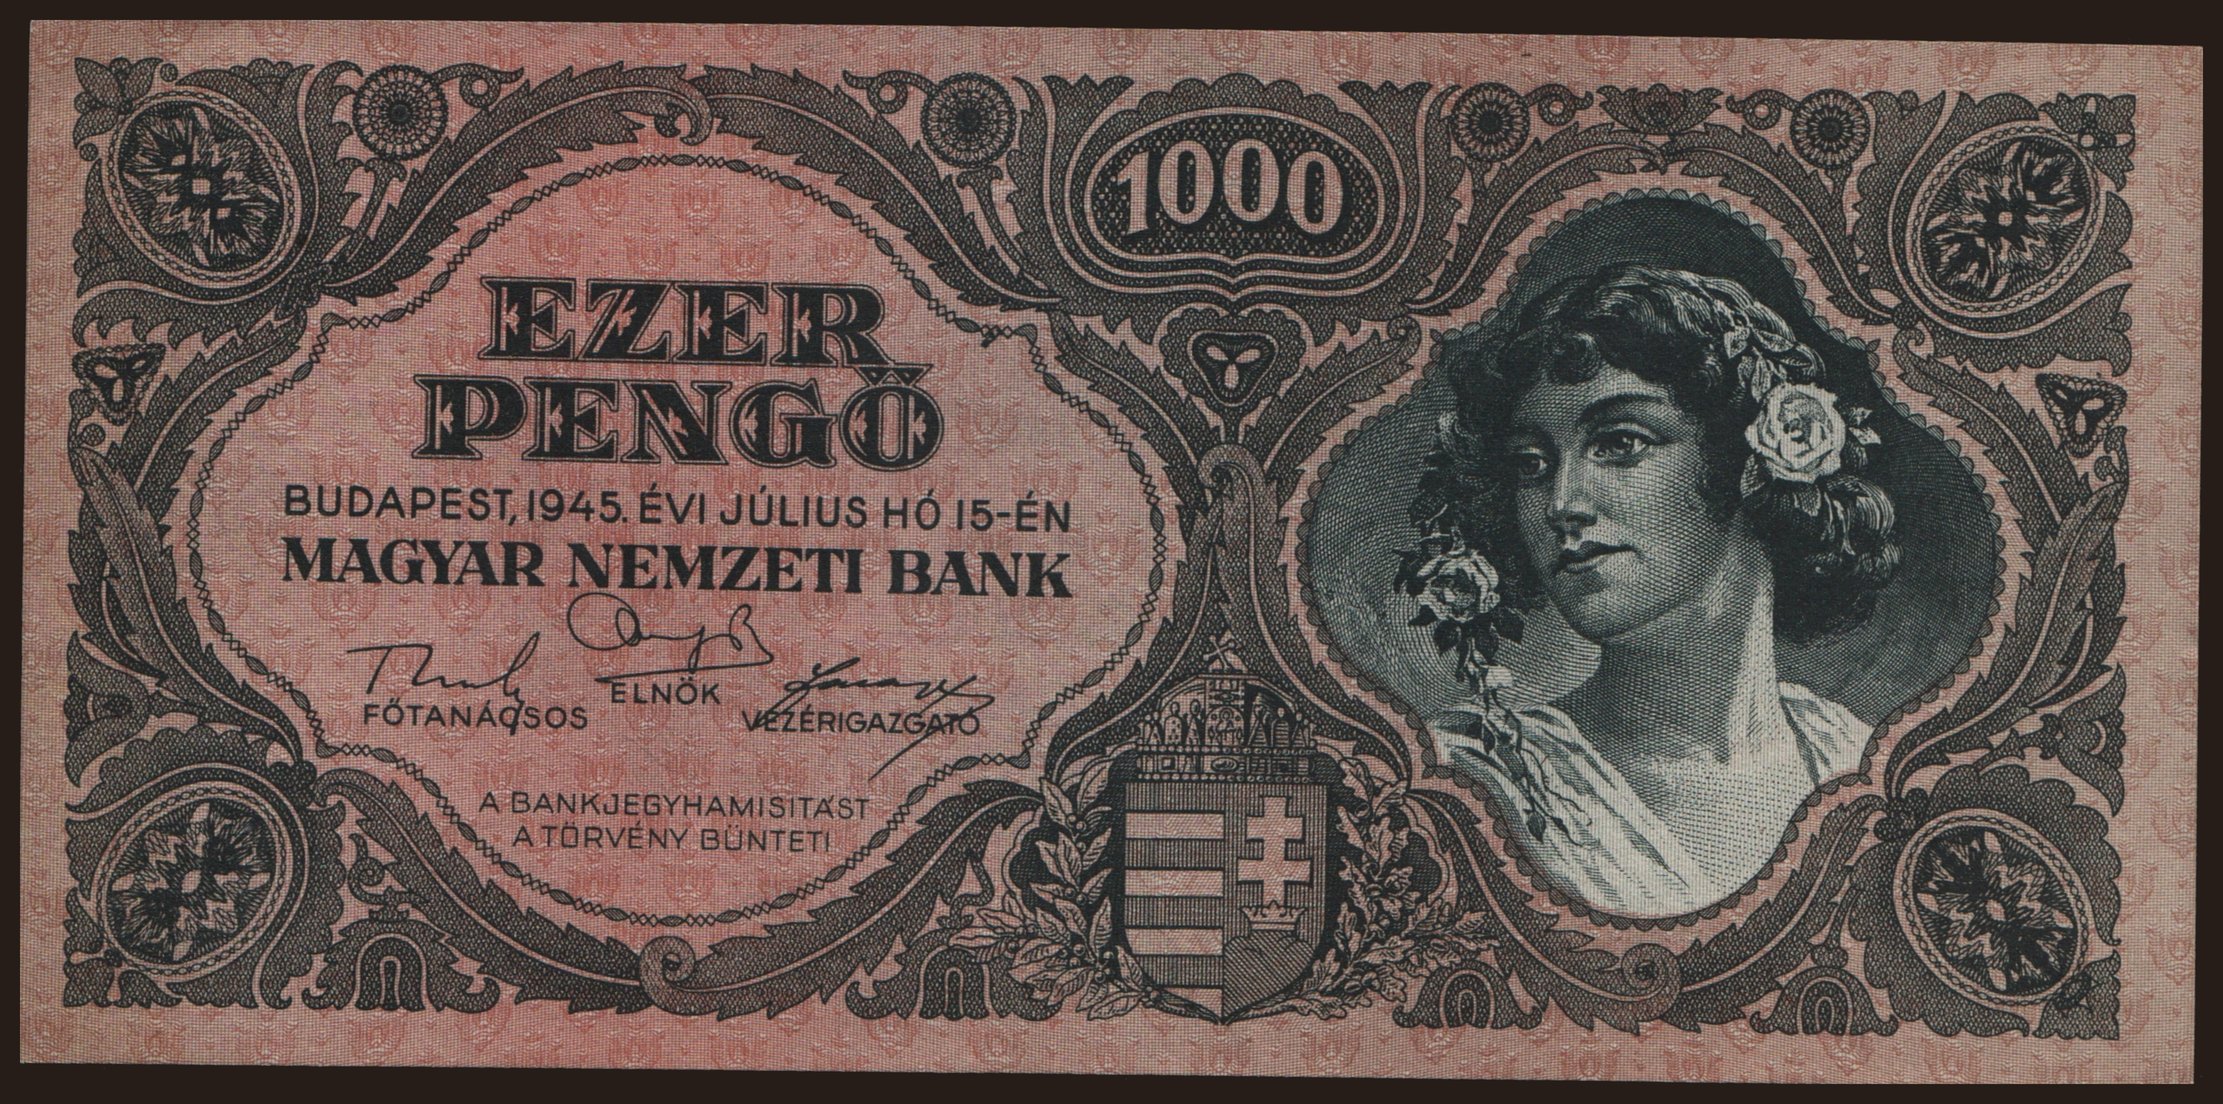 1000
EZER
PENGŐ
BUDAPEST, 1945. ÉVI JÚLIUS HÓ 15-ÉN
MAGYAR NEMZETI BANK
ELNÖK
FŐTANÁCSOS
VEZÉRIGAZGATÓ
A BANKJEGYHAMISITÁST
A TÖRVÉNY BÜNTETI